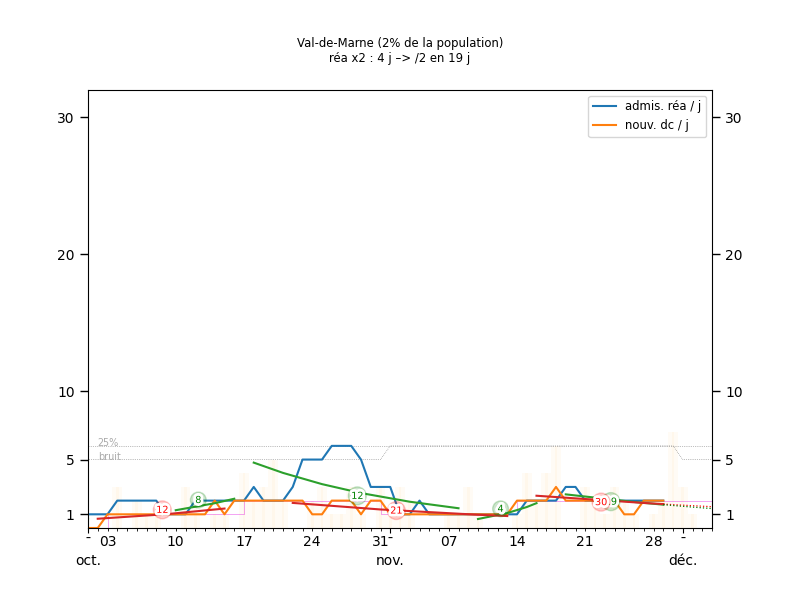 Val-de-Marne (2% de la population)
réa x2 : 4 j –> /2 en 19 j
admis. réa / j
nouv. dc / j
30
30
20
20
10
10
25%
bruit
5
5
12
8
12
21
4
30
9
1
1
- 03 10 17 24 31- 07 14 21 28 -
oct. nov. déc.